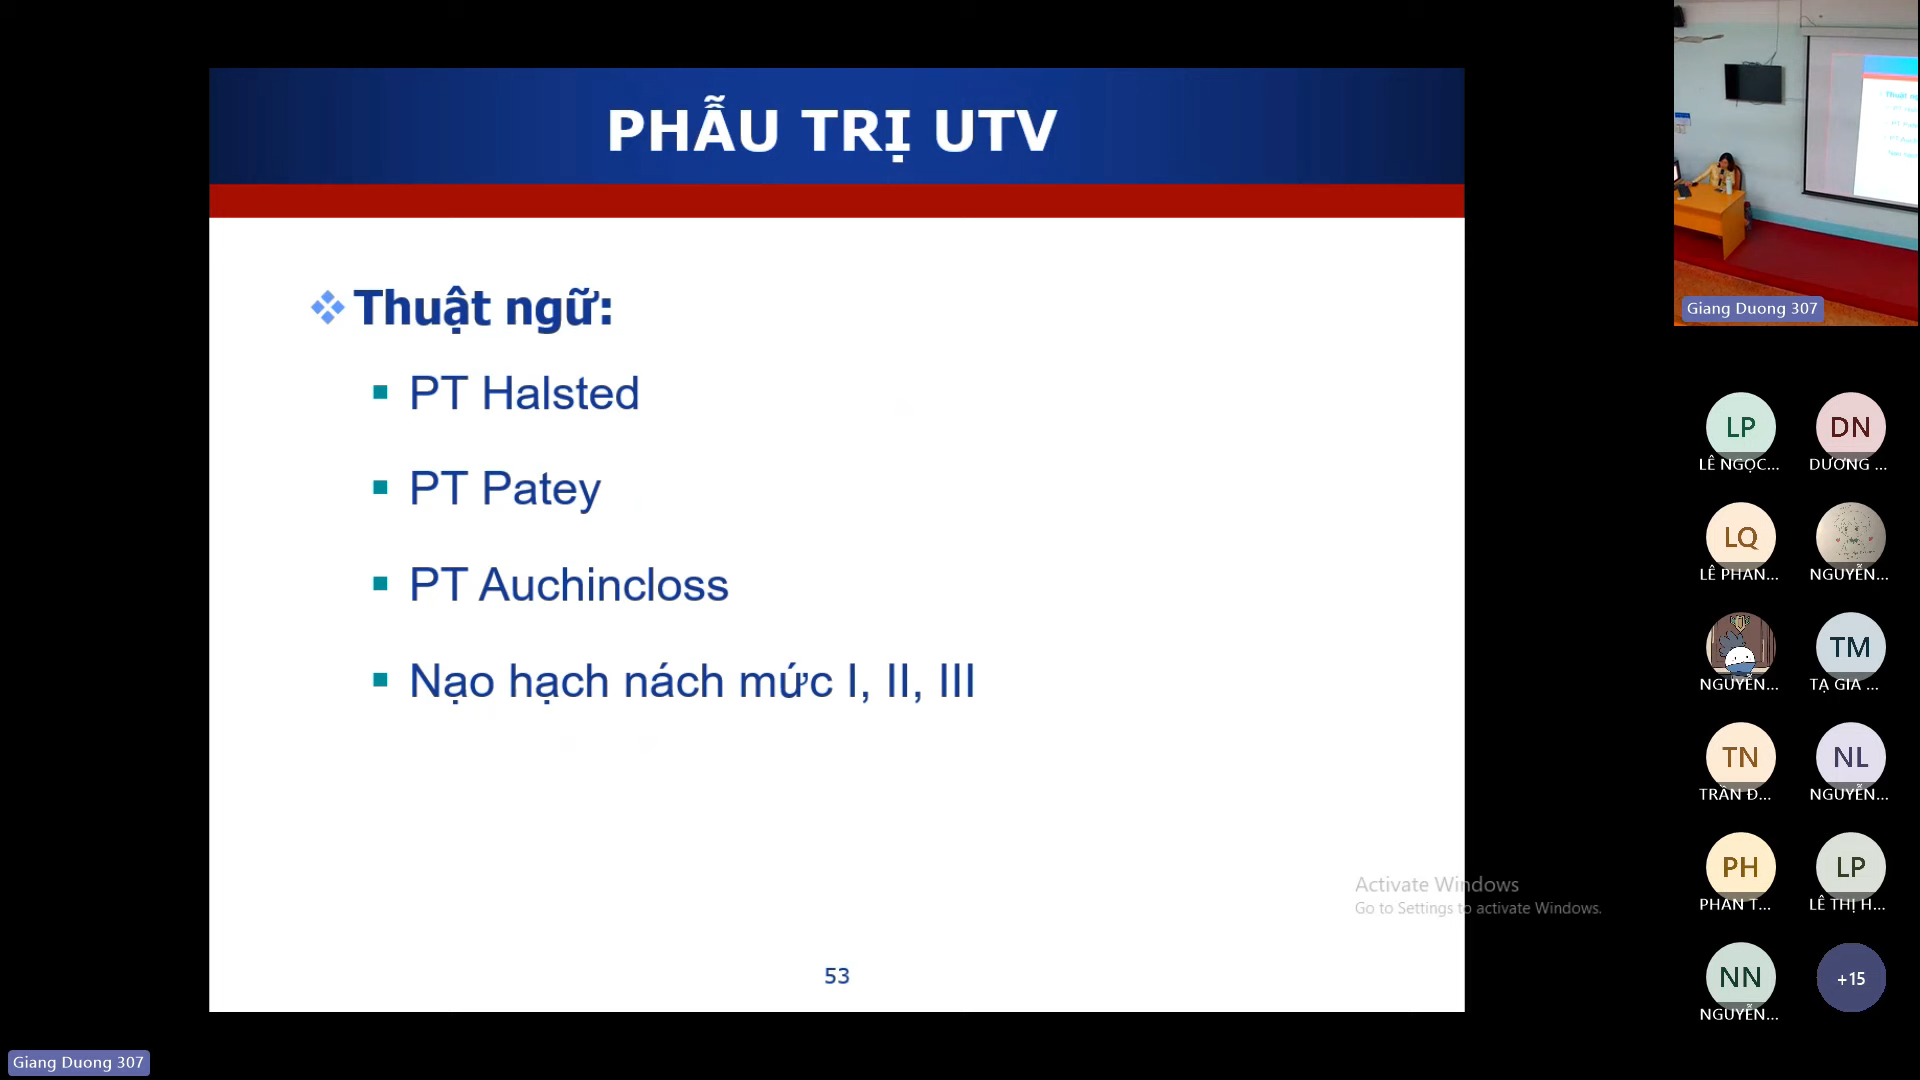 PHẪU TRỊ UTV
Thuật ngữ:
PT Halsted
PT Patey
PT Auchincloss
Nạo hạch nách mức I, II, III
53
Activate Windows
Go to Settings to activate Windows.
Giang Duong 307
Giang Duong 307
LP
LÊ NGỌC...
DN
DƯƠNG ...
LQ
LÊ PHAN...
NGUYỄN...
NGUYỄN...
TM
TẠ GIA ...
TN
TRẦN Đ...
NL
NGUYỄN...
PH
PHAN T...
LP
LÊ THỊ H...
NN
NGUYỄN...
+15